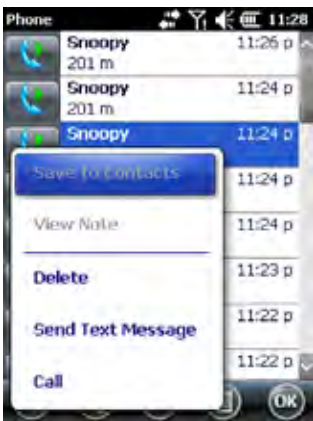 Phone 11:28
Snoopy 11:26 p
201 m
Snoopy 11:24 p
201 m
Snoopy 11:24 p
Save to Contacts
11:24 p
View Note 11:24 p
Delete 11:23 p
Send Text Message 11:22 p
11:22 p
Call
OK